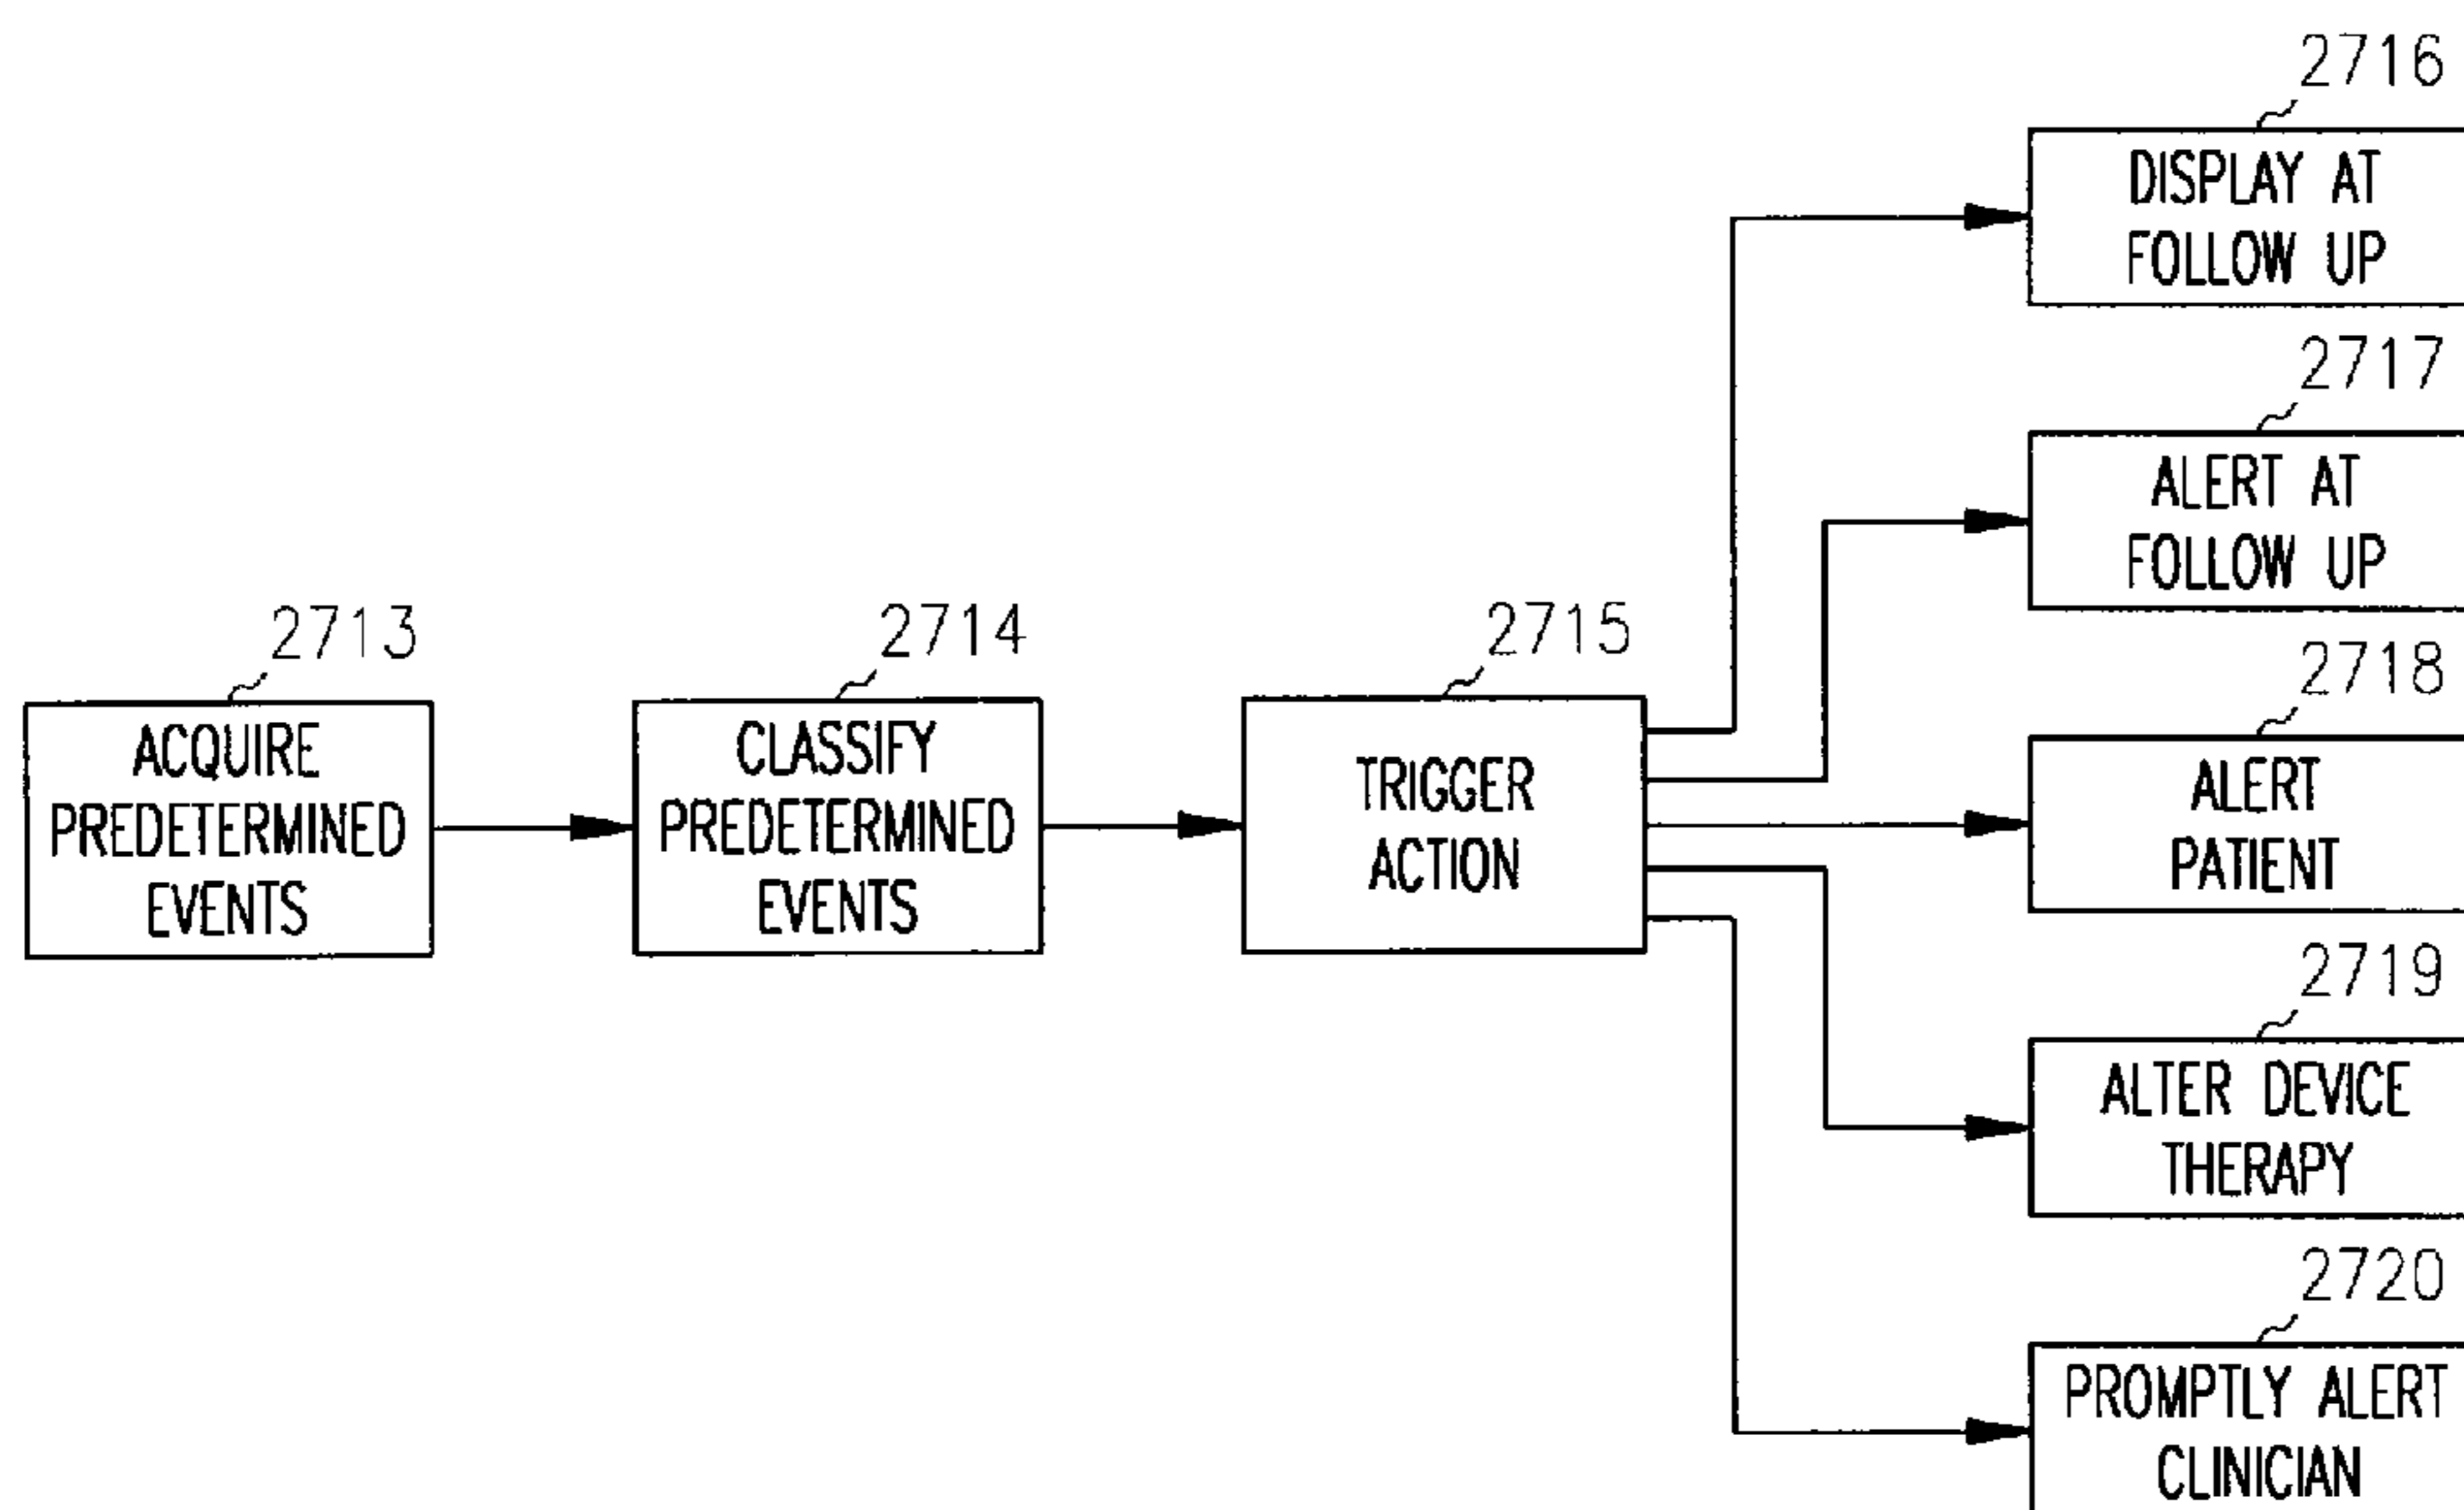 2713
ACQUIRE
PREDETERMINED
EVENTS
2714
CLASSIFY
PREDETERMINED
EVENTS
2715
TRIGGER
ACTION
2716
DISPLAY AT
FOLLOW UP
2717
ALERT AT
FOLLOW UP
2718
ALERT
PATIENT
2719
ALTER DEVICE
THERAPY
2720
PROMPTLY ALERT
CLINICIAN